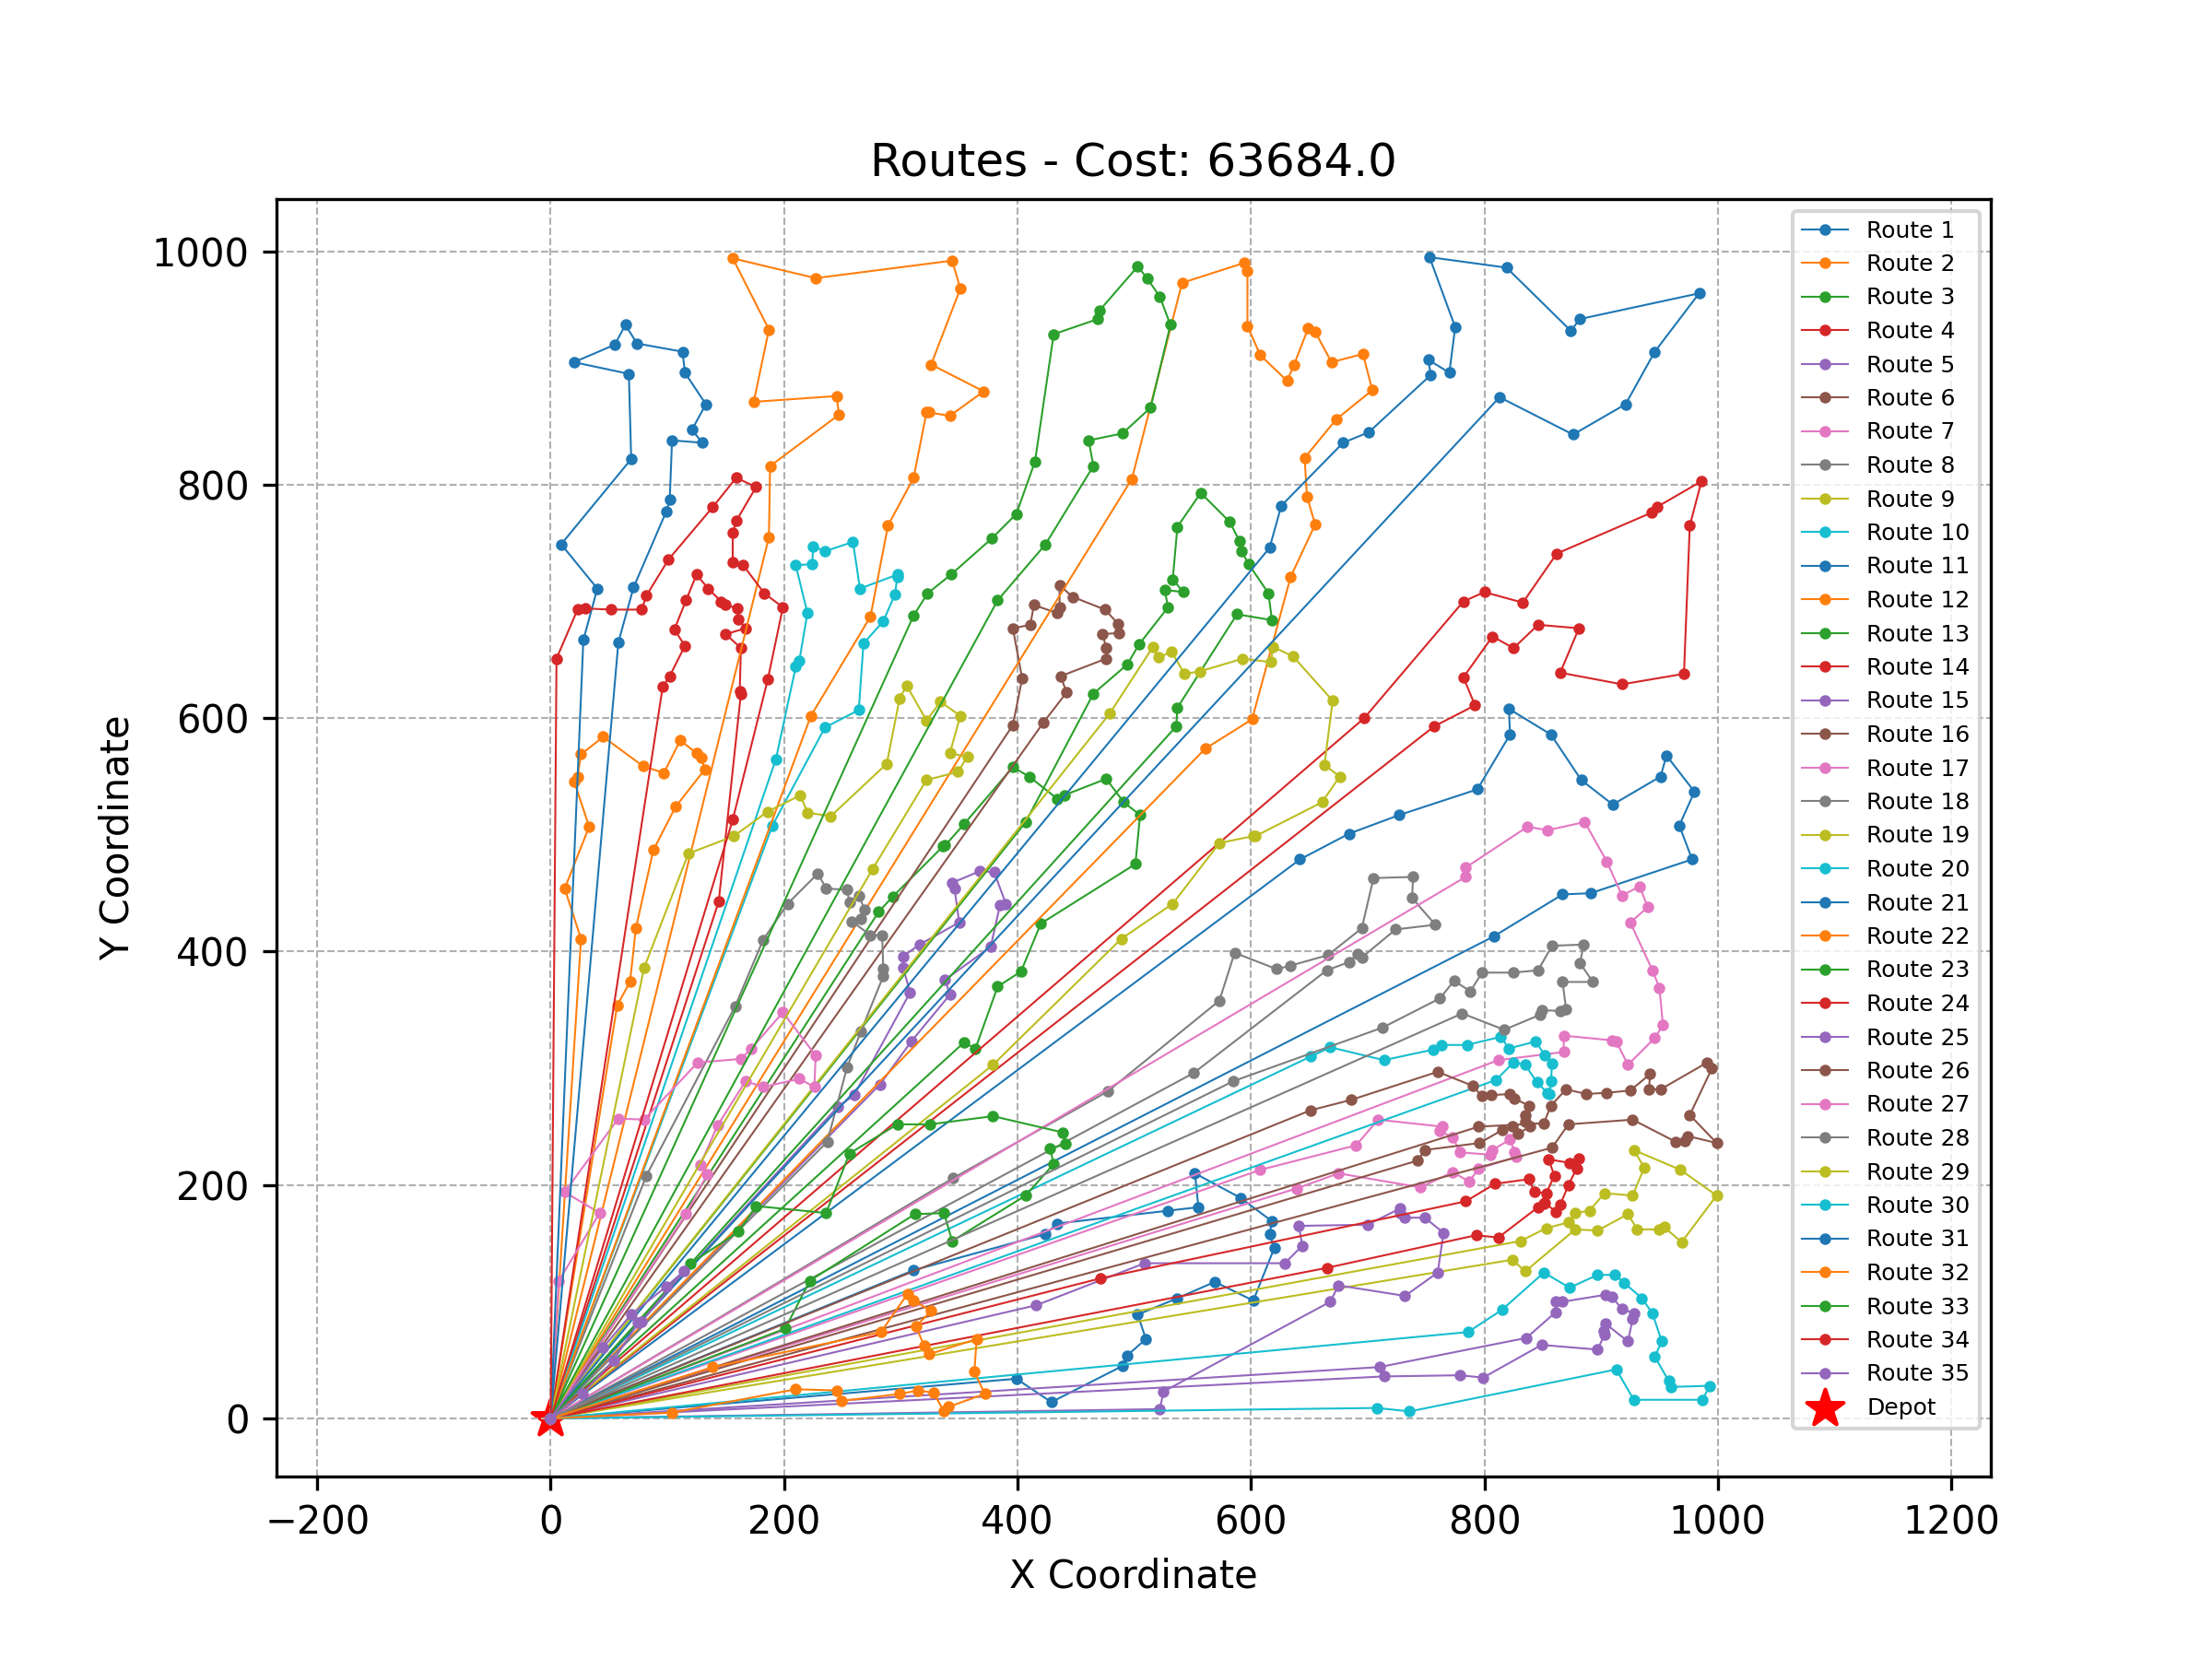 Routes - Cost: 63684.0
1000
800
600
400
200
0
Y Coordinate
−200
0
200
400
600
800
1000
1200
X Coordinate
Route 1
Route 2
Route 3
Route 4
Route 5
Route 6
Route 7
Route 8
Route 9
Route 10
Route 11
Route 12
Route 13
Route 14
Route 15
Route 16
Route 17
Route 18
Route 19
Route 20
Route 21
Route 22
Route 23
Route 24
Route 25
Route 26
Route 27
Route 28
Route 29
Route 30
Route 31
Route 32
Route 33
Route 34
Route 35
Depot